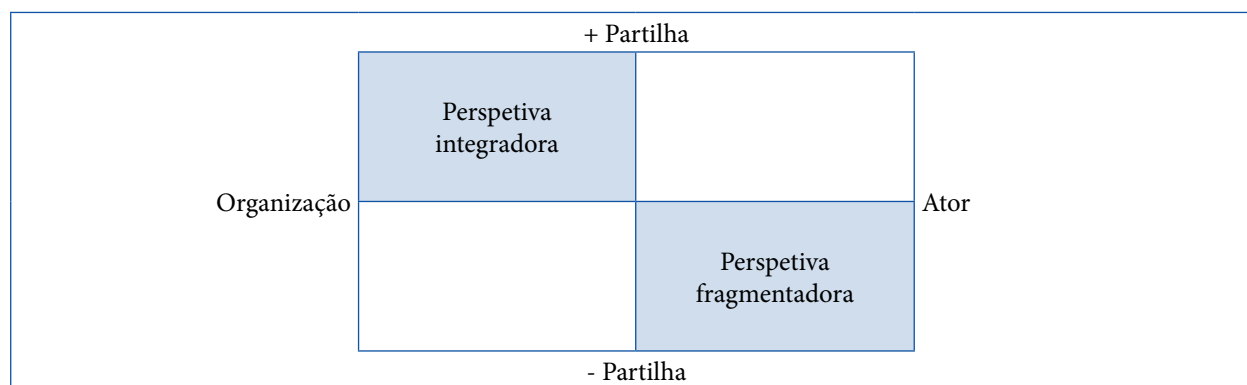 + Partilha
Perspetiva
integradora
Organização
Ator
Perspetiva
fragmentadora
- Partilha